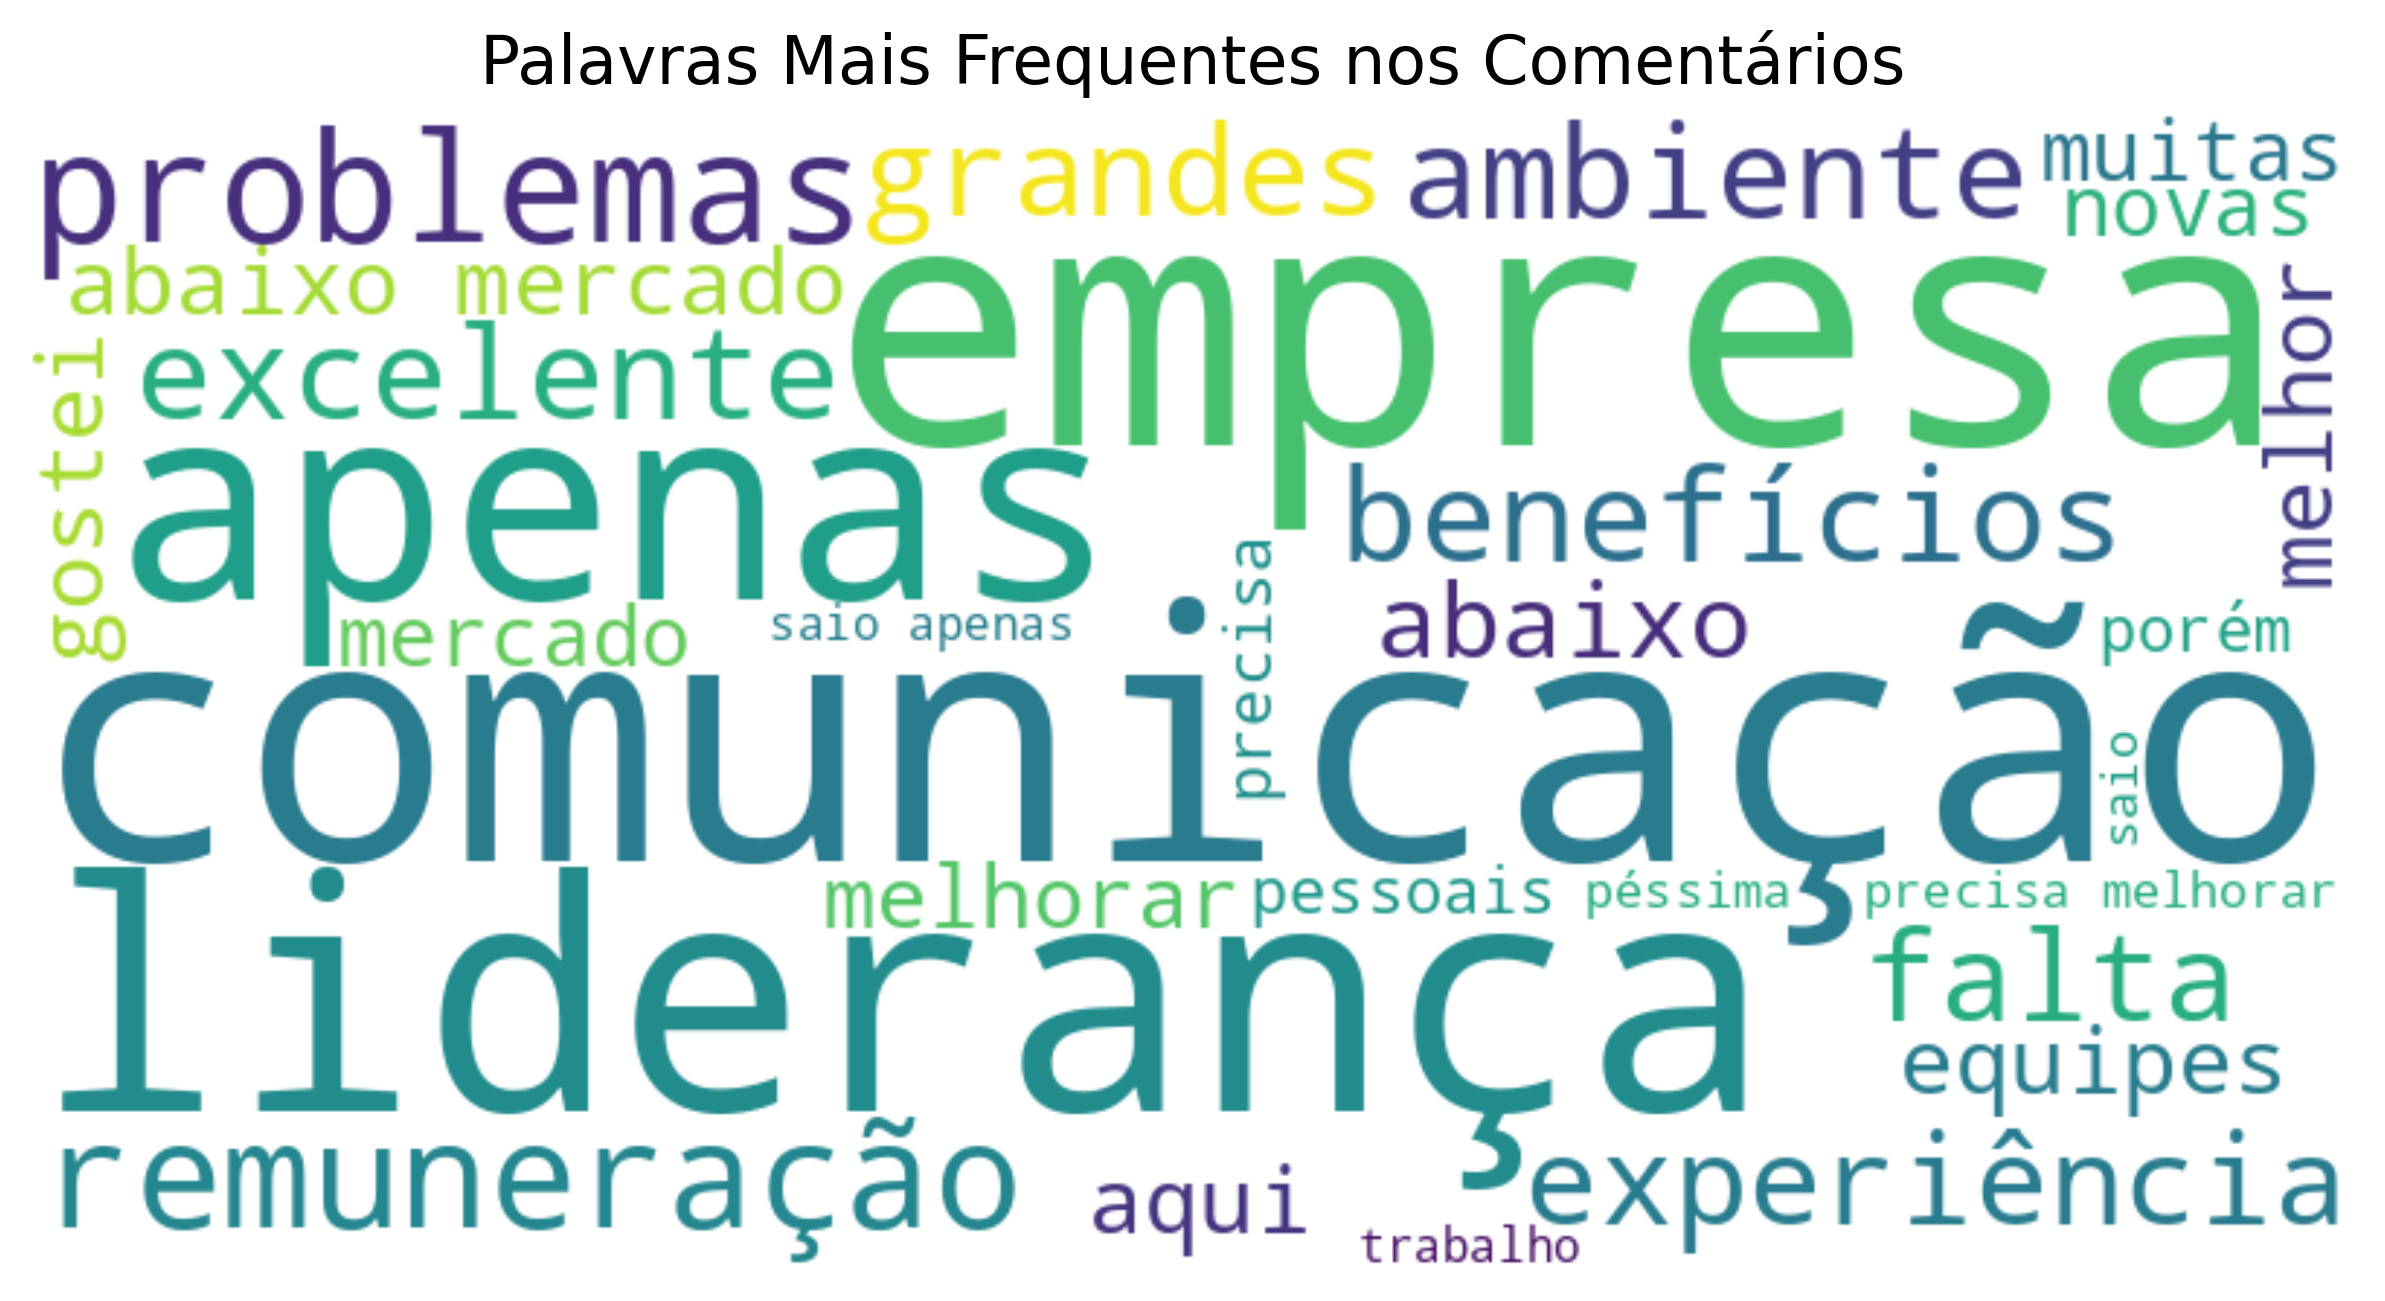 Palavras Mais Frequentes nos Comentários
problemas
grandes
ambiente
muitas
novas
abaixo mercado
empresa
melhor
gostei
excelente
apenas
benefícios
precisa
abaixo
mercado
saio apenas
porém
comunicação
saio
liderança
melhorar
pessoais
péssima
precisa melhorar
falta
equipes
remuneração
aqui
experiência
trabalho